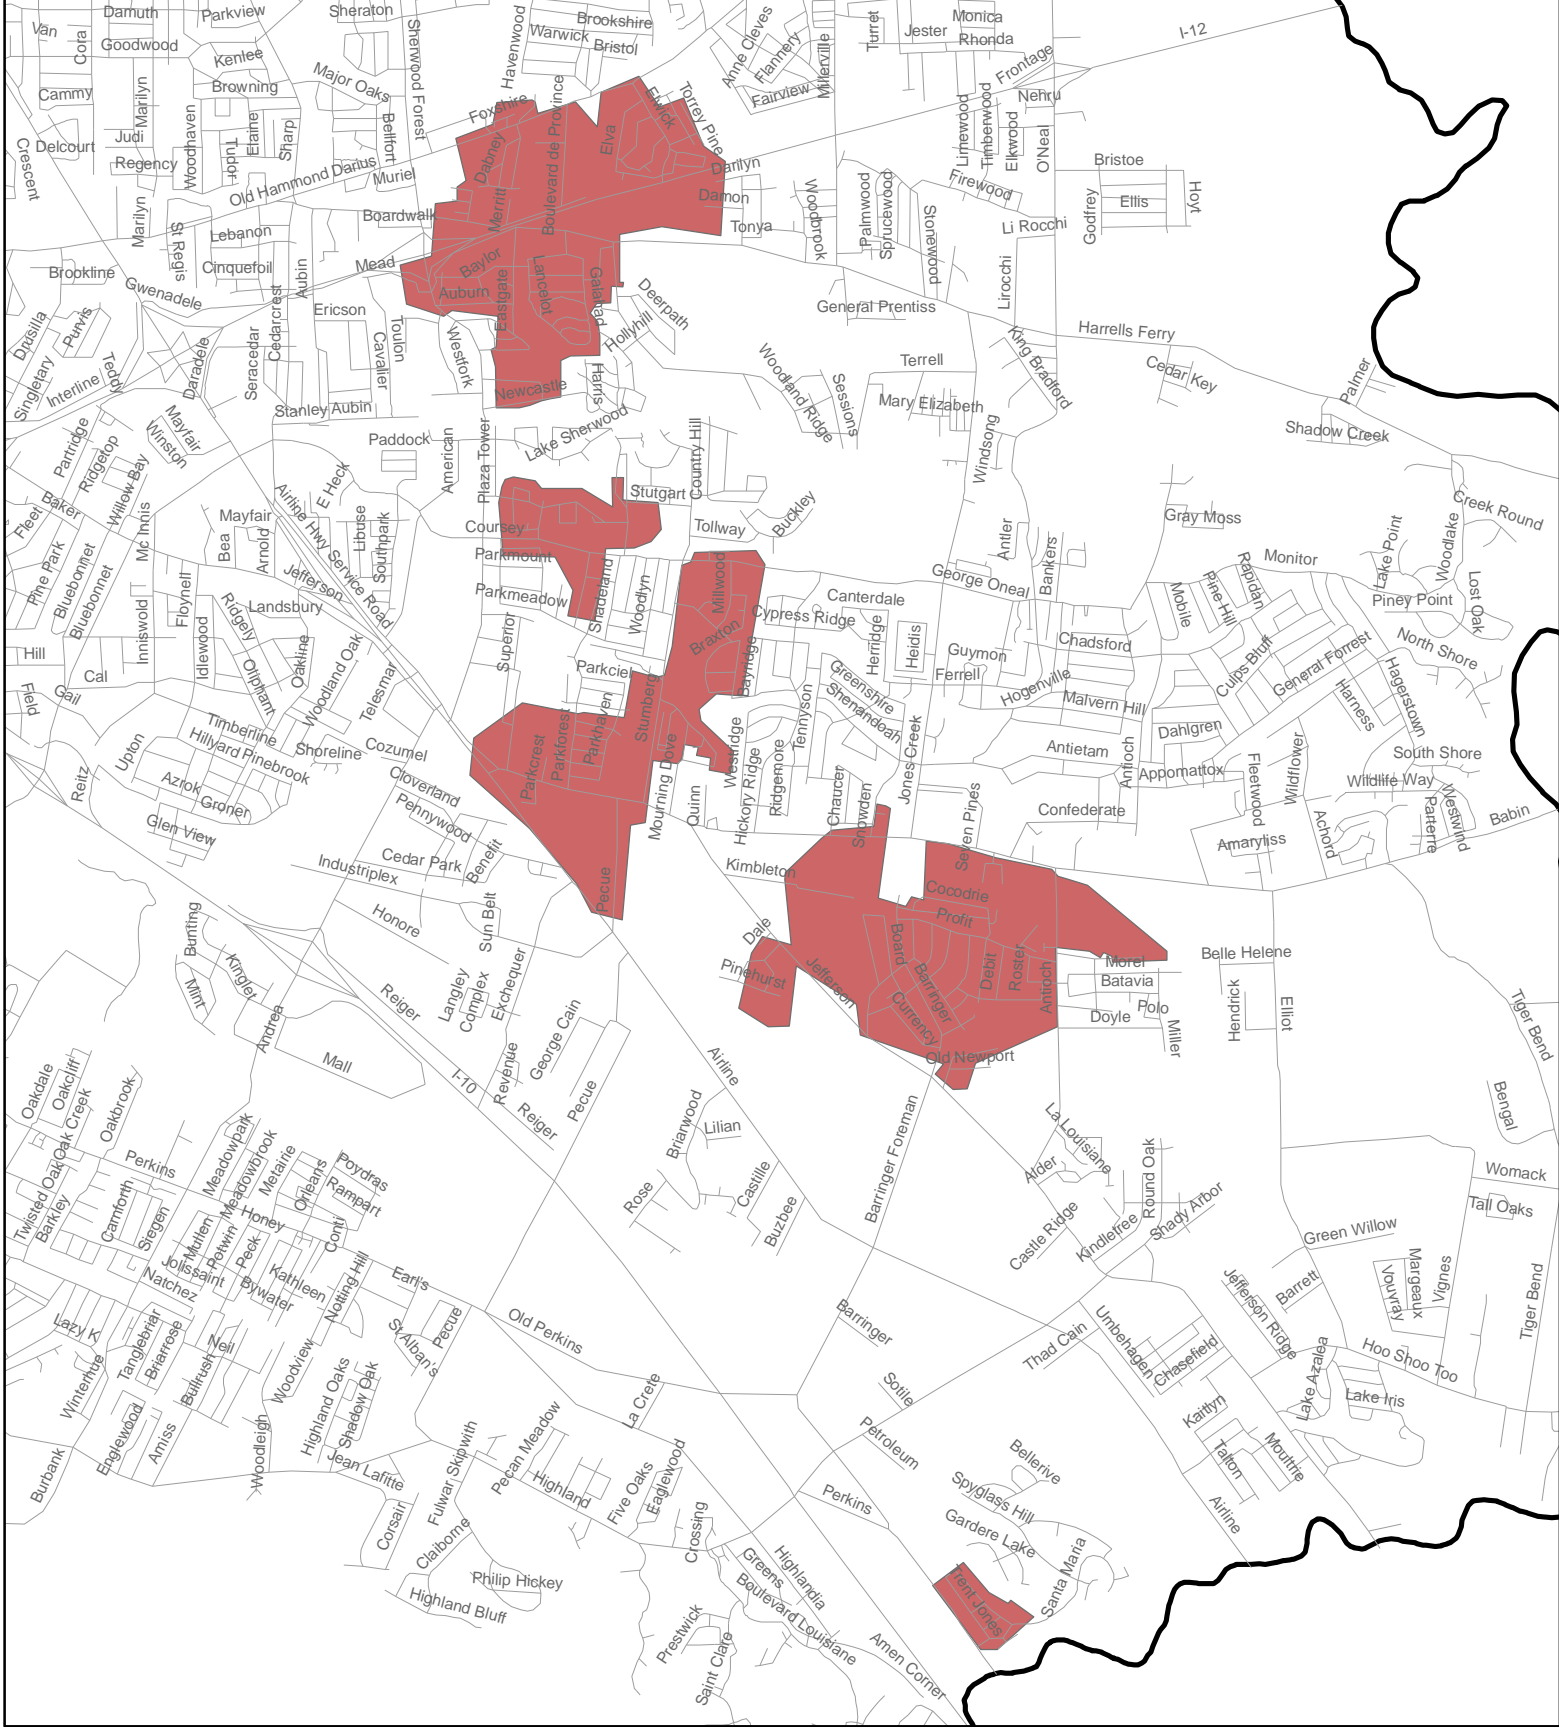 Damuth
Parkview
Sheraton
Van
Cora
Goodwood
Kenlee
Sherwood Forest
Havenwood
Brookshire
Warwick
Bristol
Anne Cleves
Flannery
Millerville
Turret
Jester
Monica
Rhonda
I-12
Cammy
Marilyn
Browning
Major Oaks
Foxshire
Boulevard de Province
Elwick
Torrey Pine
Fairview
Frontage
Nehru
Crescent
Delcourt
Judi
Regency
Woodhaven
Tupir
Elaine
Sharp
Belfort
Old Hammond
Darius
Muriel
Dabney
Elva
Darilyn
Limewood
Timberwood
Elkwood
O'Neal
Bristoe
Marilyn
St Regis
Boardwalk
Merritt
Damon
Tonya
Woodbrook
Palmwood
Sprucewood
Firewood
Stonewood
Li Rocchi
Godfrey
Ellis
Hoyt
Lebanon
Brookline
Cinquefoil
Aubin
Mead
Baylor
Auburn
Lancelot
Galahad
Deerpath
Lirocchi
Gwenadele
Drusilla
Purvis
Ericson
Toulon
Cavalier
Westfork
Eastgate
Hollyhill
General Prentiss
Harrells Ferry
Singletary
Interline
Teddy
Daradele
Seracedar
Cedarcrest
Newcastle
Harris
Woodland Ridge
Sessions
Terrell
King Bradford
Cedar Key
Palmer
Stanley Aubin
Lake Sherwood
Mary Elizabeth
Windsong
Shadow Creek
Partridge
Ridgetop
Mayfair
Winston
Paddock
American
Plaza Tower
Country Hill
Baker
Fleet
Willow Bay
Mc Innis
Airline Hwy Service Road
E Heck
Libuse
Southpark
Stutgart
Coursey
Tollway
Buckley
Gray Moss
Creek Round
Mayfair
Bea
Arnold
Parkmount
Antler
Bankers
Monitor
Lake Point
Woodlake
Pine Park
Bluebonnet
Bluebonnet
Jefferson
Parkmeadow
Shadeland
Woodlyn
Millwood
George Oneal
Mobile
Pine Hill
Rapidan
Piney Point
Lost Oak
Inniswold
Floynell
Idlewood
Ridgely
Landsbury
Oakline
Superior
Braxton
Cypress Ridge
Canterdale
Herridge
Heidis
Guymon
Chadsford
Culps Bluff
General Forrest
North Shore
Hill
Cal
Field
Gail
Oliphant
Woodland Oak
Telesmar
Parkciel
Stumberg
Bayridge
Greenshire
Shenandoah
Ferrell
Hogenville
Malvern Hill
Harness
Hagerstown
Upton
Reitz
Timberline
Hillyard
Pinebrook
Shoreline
Cozumel
Parkcrest
Parkforest
Parkhaven
Westridge
Tennyson
Jones Creek
Antietam
Antioch
Dahlgren
Appomattox
South Shore
Azrok
Groner
Glen View
Cloverland
Pennywood
Mourning Dove
Quinn
Hickory Ridge
Ridgemore
Chaucer
Snowden
Seven Pines
Confederate
Fleetwood
Wildflower
Wildlife Way
Westwind
Parterre
Babin
Industriplex
Cedar Park
Benefit
Pecue
Kimbleton
Amaryliss
Achord
Bunting
Honore
Sun Belt
Cocodrie
Profit
Kinglet
Mint
Andrea
Reiger
Langley
Complex
Exchequer
George Cain
Dale
Pinehurst
Jefferson
Board
Barringer
Currency
Debit
Roster
Antioch
Morel
Batavia
Polo
Doyle
Miller
Belle Helene
Hendrick
Elliot
Tiger Bend
Mall
I-10
Revenue
Reiger
Pecue
Airline
Old Newport
Oakdale
Oakcliff
Oak Creek
Oakbrook
Briarwood
Lilian
Barringer Foreman
La Louisiane
Bengal
Perkins
Meadowpark
Meadowbrook
Metairie
Orleans
Poydras
Rampart
Rose
Castille
Buzbee
Alder
Castle Ridge
Kindletree
Round Oak
Shady Arbor
Womack
Tall Oaks
Green Willow
Twisted Oak
Barkley
Carnforth
Siegen
Mullen
Potwin
Peck
Honey
Conti
Jolissaint
Natchez
Bywater
Kathleen
Notting Hill
Earl's
Vouvray
Margeaux
Vignes
Tiger Bend
Lazy K
Winterhue
Tanglebriar
Briarrose
Bullrush
Neil
Woodview
St Alban's
Pecue
Old Perkins
Barringer
Thad Cain
Umbehagen
Chasefield
Jefferson Ridge
Barrett
Hoo Shoo Too
Lake Azalea
Lake Iris
Burbank
Englewood
Amiss
Woodleigh
Highland Oaks
Shadow Oak
Jean Lafitte
Corsair
Fulwar Skipwith
Pecan Meadow
Highland
La Crete
Five Oaks
Eaglewood
Sotile
Petroleum
Bellerive
Kaitlyn
Talton
Moultrie
Crossing
Perkins
Spyglass Hill
Gardere Lake
Airline
Claiborne
Philip Hickey
Highland Bluff
Greens
Highlandia
Boulevard Louisiane
Trent Jones
Santa Maria
Prestwick
Saint Clare
Amen Corner